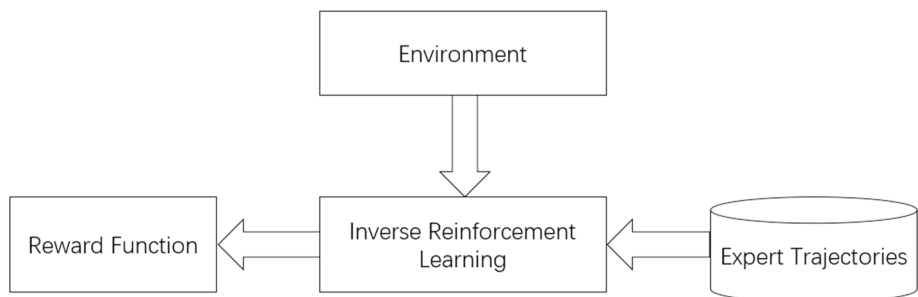 Environment
Reward Function
Inverse Reinforcement
Learning
Expert Trajectories